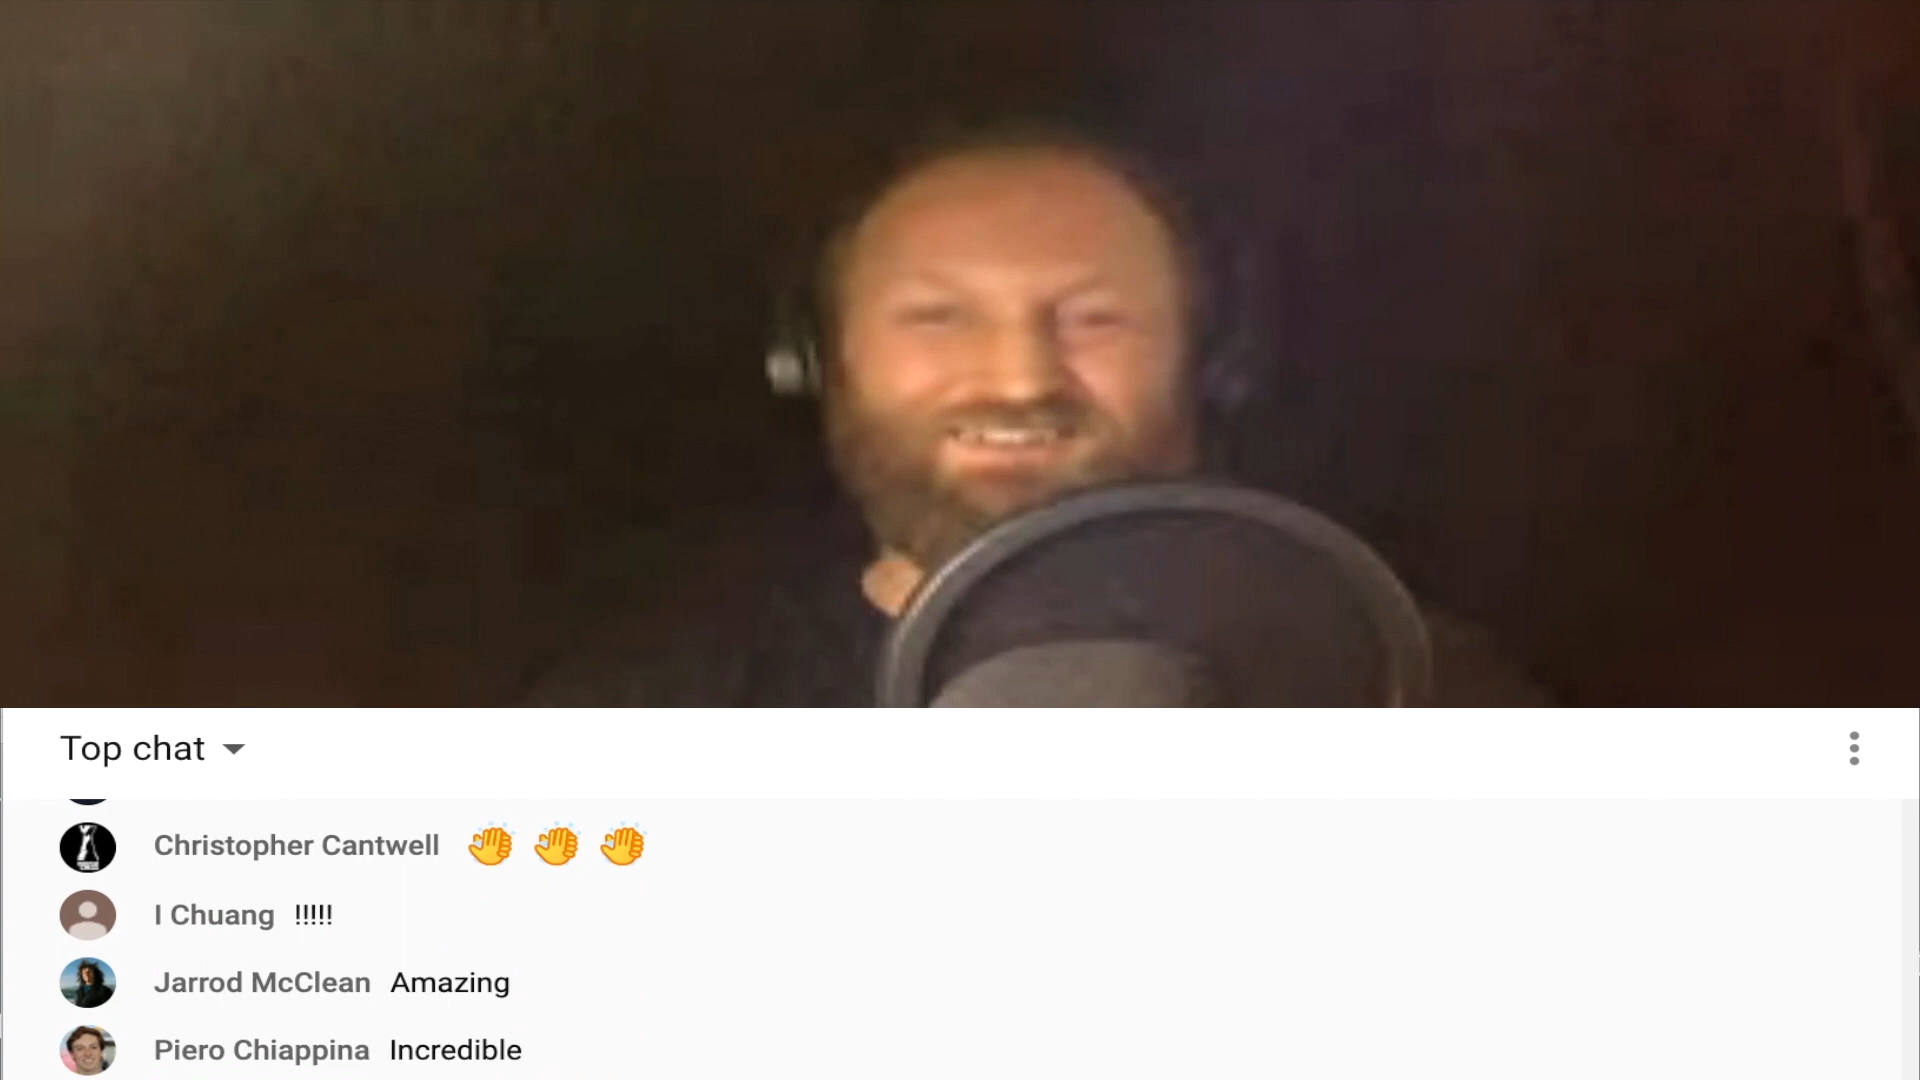 Top chat
Christopher Cantwell 👏 👏 👏
I Chuang !!!!!
Jarrod McClean Amazing
Piero Chiappina Incredible